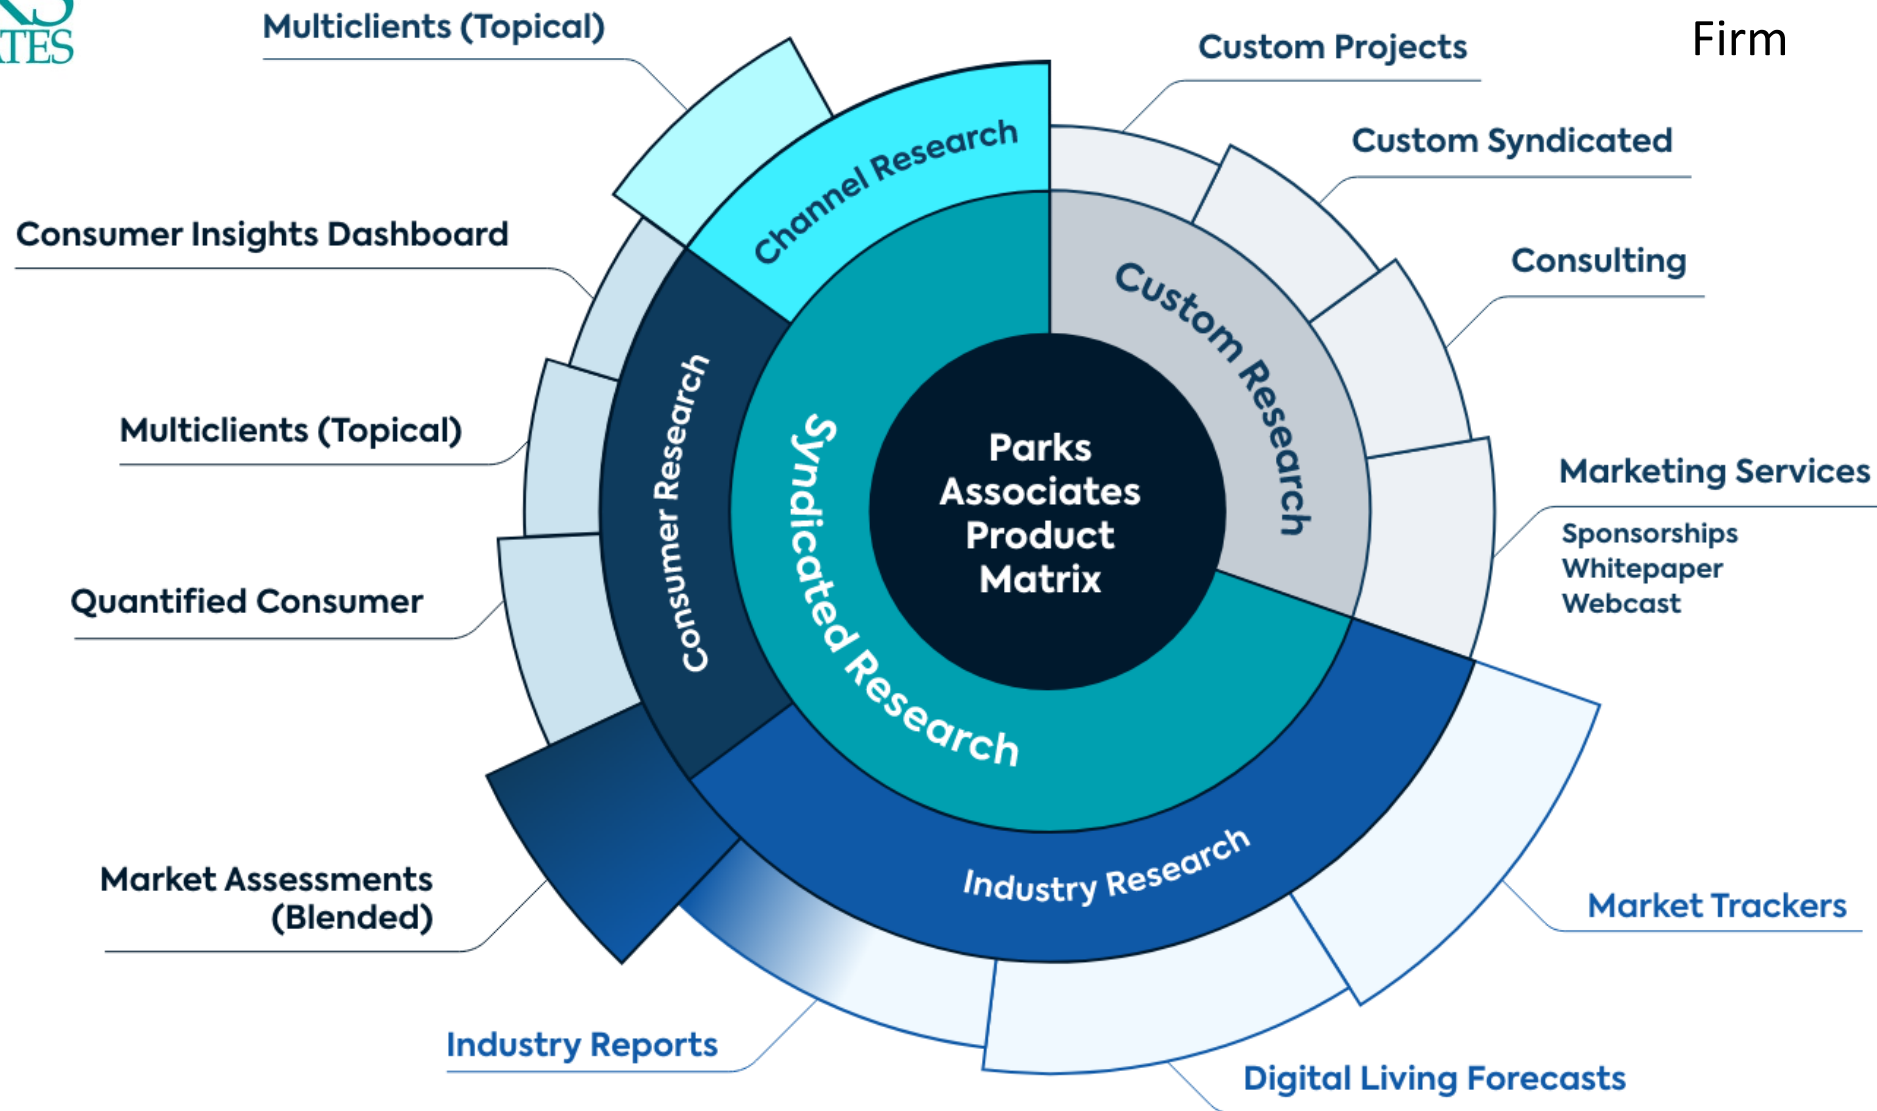 Firm
Multiclients (Topical)
Custom Projects
Custom Syndicated
Channel Research
Consumer Insights Dashboard
Consulting
Custom Research
Consumer Research
Multiclients (Topical)
Syndicated Research
Parks
Associates
Product
Matrix
Marketing Services
Sponsorships
Whitepaper
Webcast
Quantified Consumer
Industry Research
Market Assessments
(Blended)
Market Trackers
Industry Reports
Digital Living Forecasts